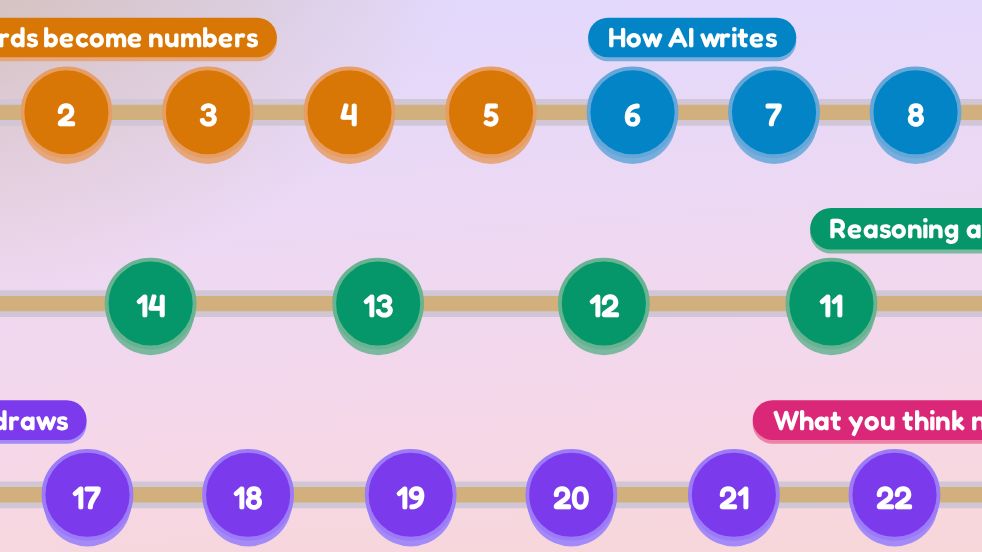 rds become numbers
How AI writes
2 3 4 5 6 7 8
Reasoning a
14 13 12 11
draws
What you think
17 18 19 20 21 22